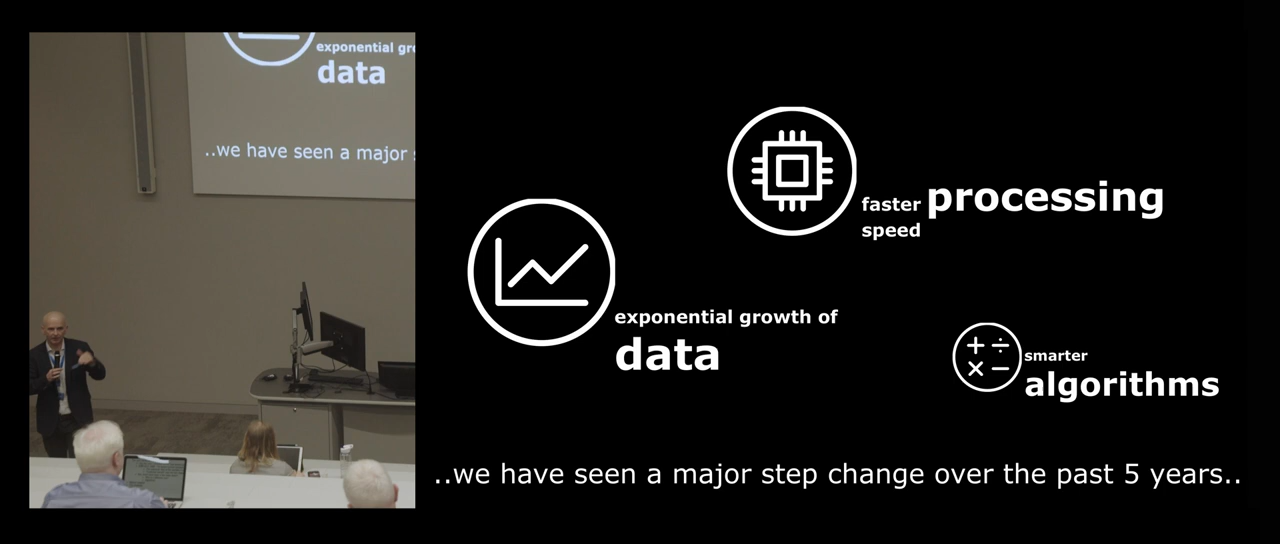 exponential gro
data
..we have seen a major
faster processing
speed
exponential growth of
data
smarter
algorithms
..we have seen a major step change over the past 5 years..